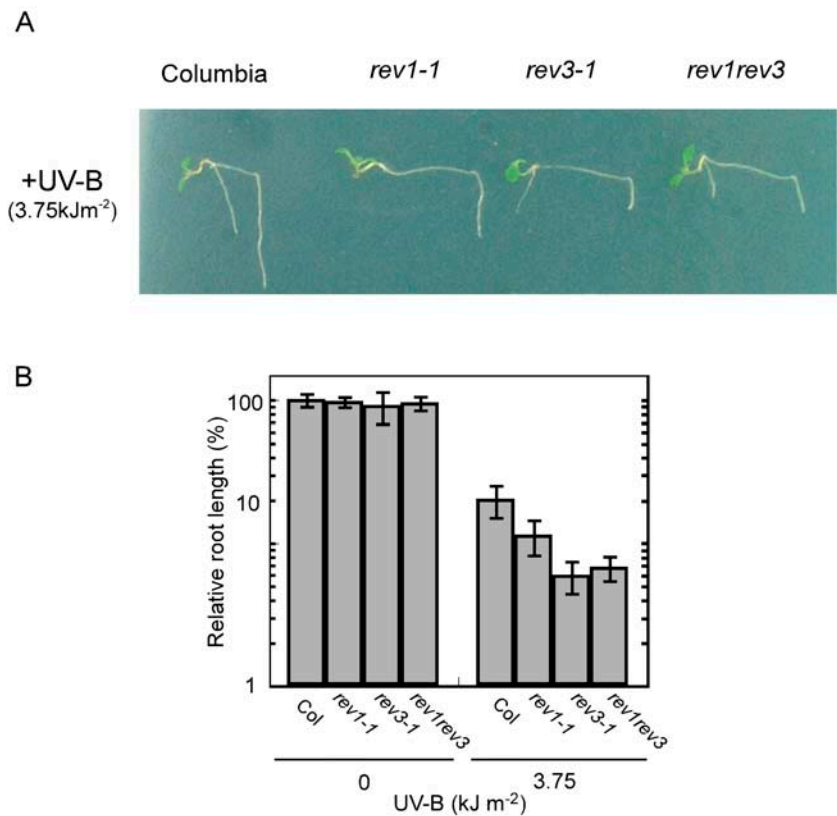 A
Columbia rev1-1 rev3-1 rev1rev3
+UV-B
(3.75kJm-2)
B
Relative root length (%)
100
10
1
Col rev1-1 rev3-1 rev1rev3 Col rev1-1 rev3-1 rev1rev3
0 3.75
UV-B (kJ m-2)